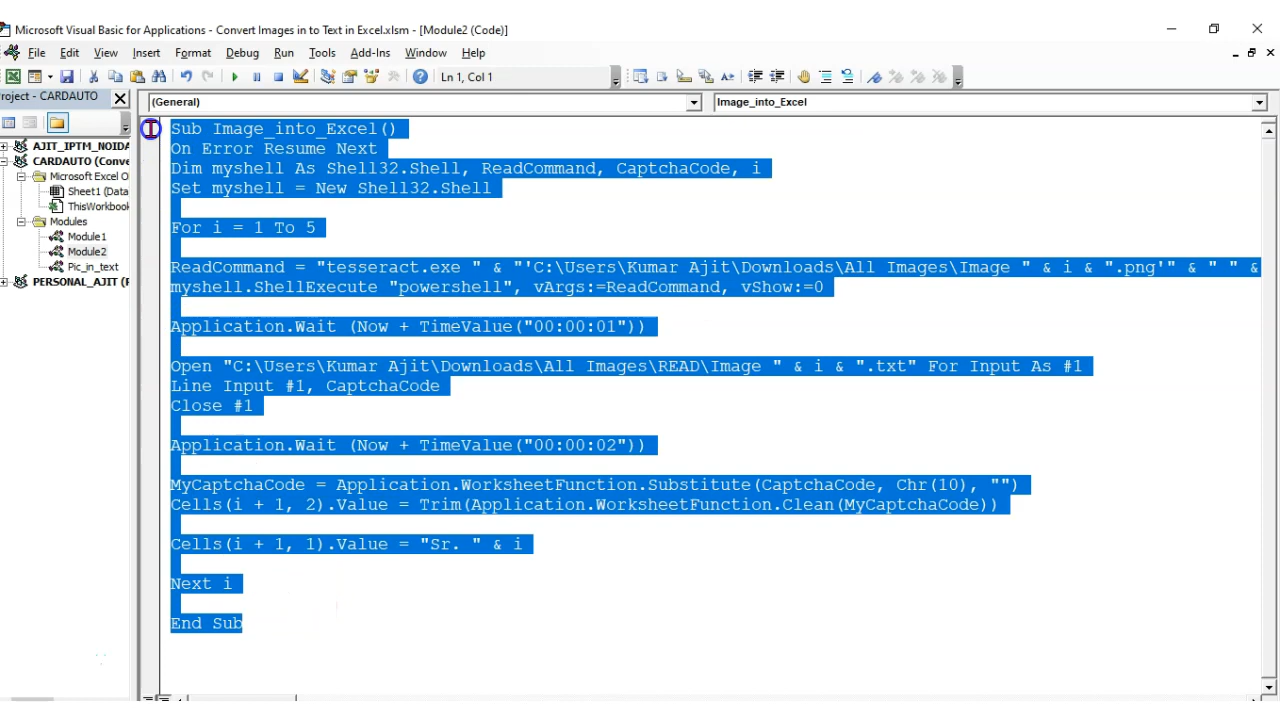 Microsoft Visual Basic for Applications - Convert Images in to Text in Excel.xlsm - [Module2 (Code)]
File Edit View Insert Format Debug Run Tools Add-Ins Window Help
Ln 1, Col 1
roject - CARDAUTO
(General) Image_into_Excel
AJIT_IPTM_NOIDA
CARDAUTO (Conve
Microsoft Excel O
Sheet1 (Data
ThisWorkbook
Modules
Module1
Module2
Pic_in_text
PERSONAL_AJIT (P
Sub Image_into_Excel()
On Error Resume Next
Dim myshell As Shell32.Shell, ReadCommand, CaptchaCode, i
Set myshell = New Shell32.Shell
For i = 1 To 5
ReadCommand = "tesseract.exe " & "'C:\Users\Kumar Ajit\Downloads\All Images\Image " & i & ".png'" & " " &
myshell.ShellExecute "powershell", vArgs:=ReadCommand, vShow:=0
Application.Wait (Now + TimeValue("00:00:01"))
Open "C:\Users\Kumar Ajit\Downloads\All Images\READ\Image " & i & ".txt" For Input As #1
Line Input #1, CaptchaCode
Close #1
Application.Wait (Now + TimeValue("00:00:02"))
MyCaptchaCode = Application.WorksheetFunction.Substitute(CaptchaCode, Chr(10), "")
Cells(i + 1, 2).Value = Trim(Application.WorksheetFunction.Clean(MyCaptchaCode))
Cells(i + 1, 1).Value = "Sr. " & i
Next i
End Sub